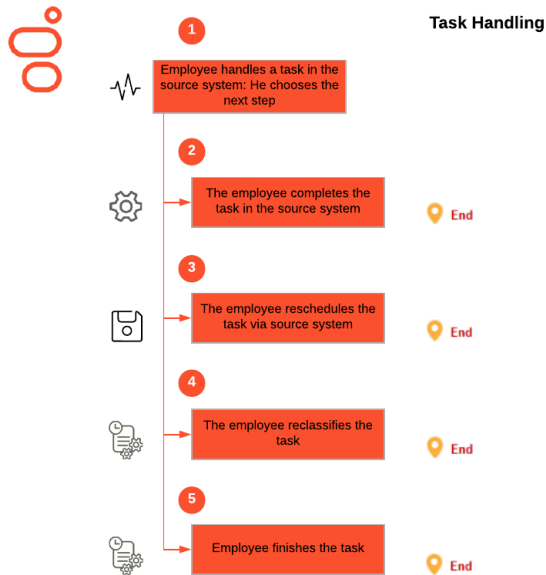 Task Handling
1
Employee handles a task in the
source system: He chooses the
next step
2
The employee completes the
task in the source system
End
3
The employee reschedules the
task via source system
End
4
The employee reclassifies the
task
End
5
Employee finishes the task
End